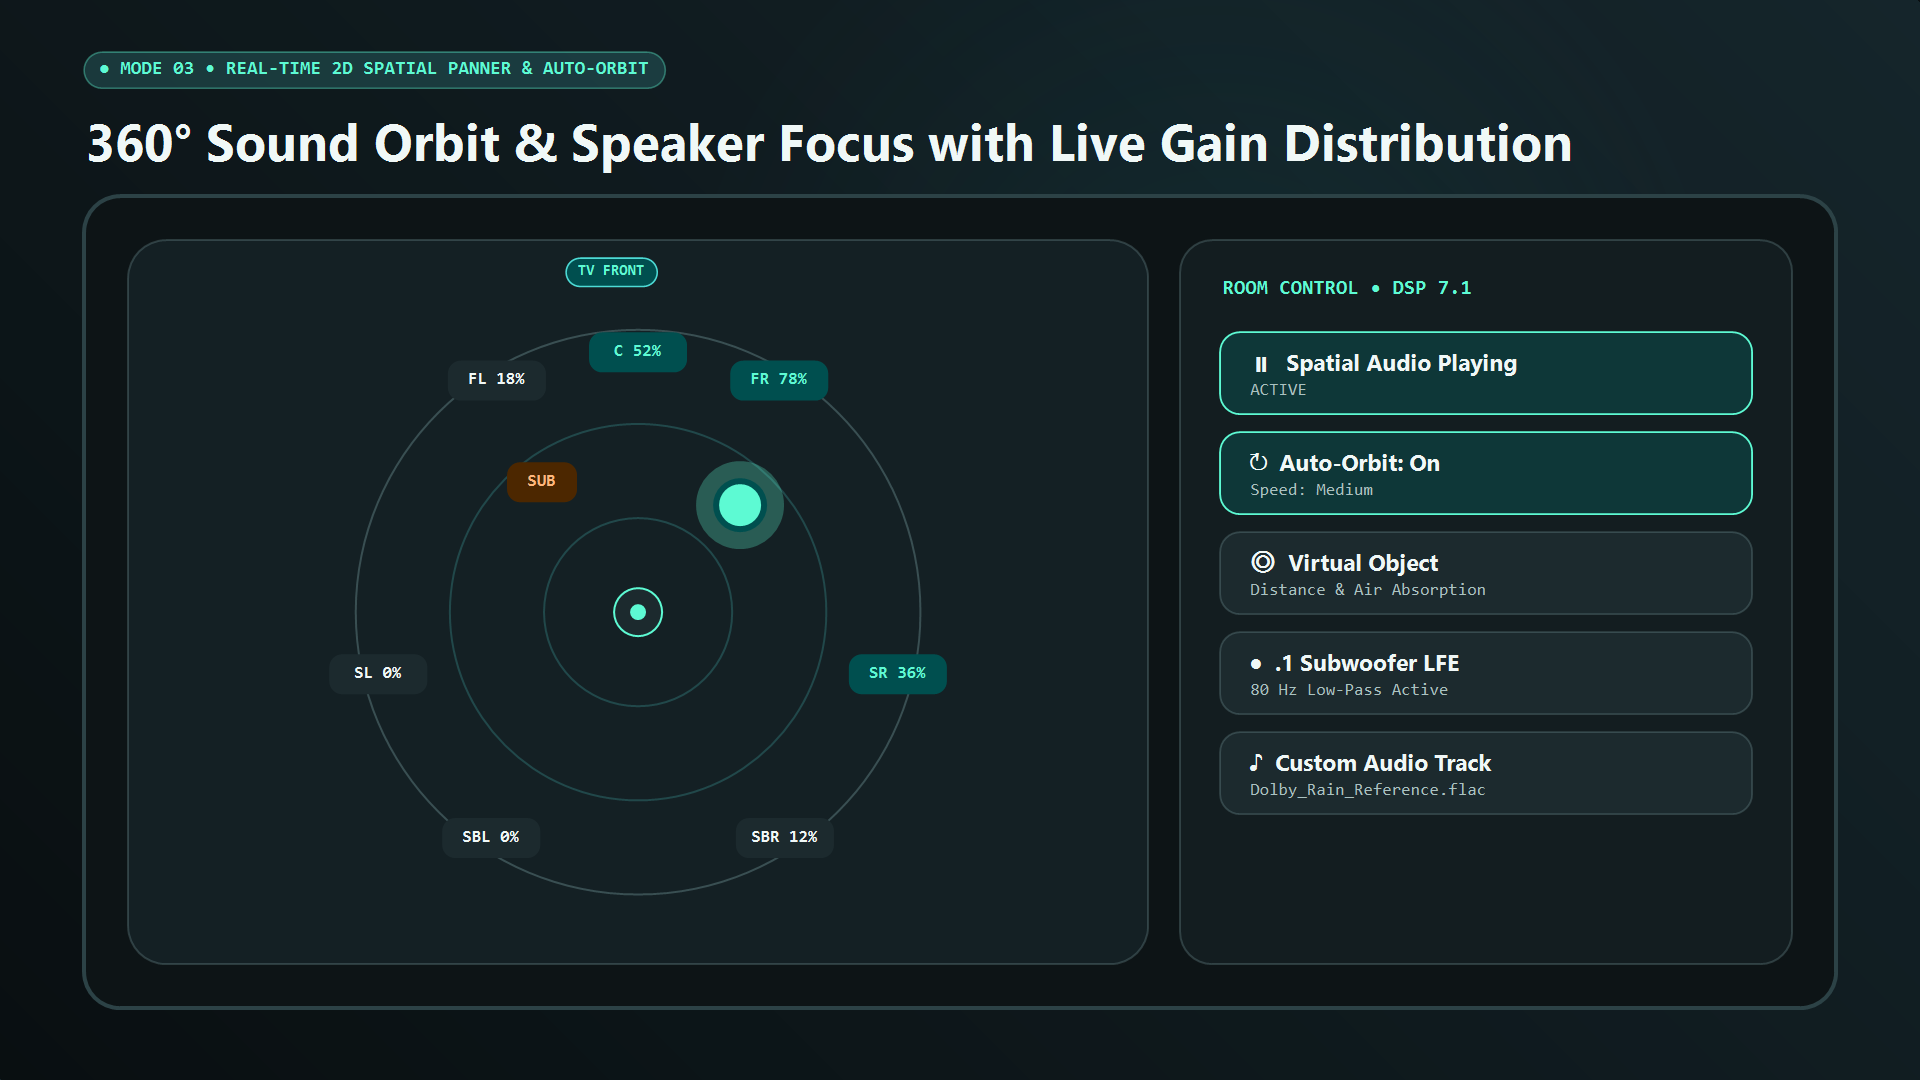 ● MODE 03 • REAL-TIME 2D SPATIAL PANNER & AUTO-ORBIT
360° Sound Orbit & Speaker Focus with Live Gain Distribution
TV FRONT
C 52%
FL 18%
FR 78%
SUB
SL 0%
SR 36%
SBL 0%
SBR 12%
ROOM CONTROL • DSP 7.1
⏸ Spatial Audio Playing
ACTIVE
↻ Auto-Orbit: On
Speed: Medium
◎ Virtual Object
Distance & Air Absorption
● .1 Subwoofer LFE
80 Hz Low-Pass Active
♪ Custom Audio Track
Dolby_Rain_Reference.flac